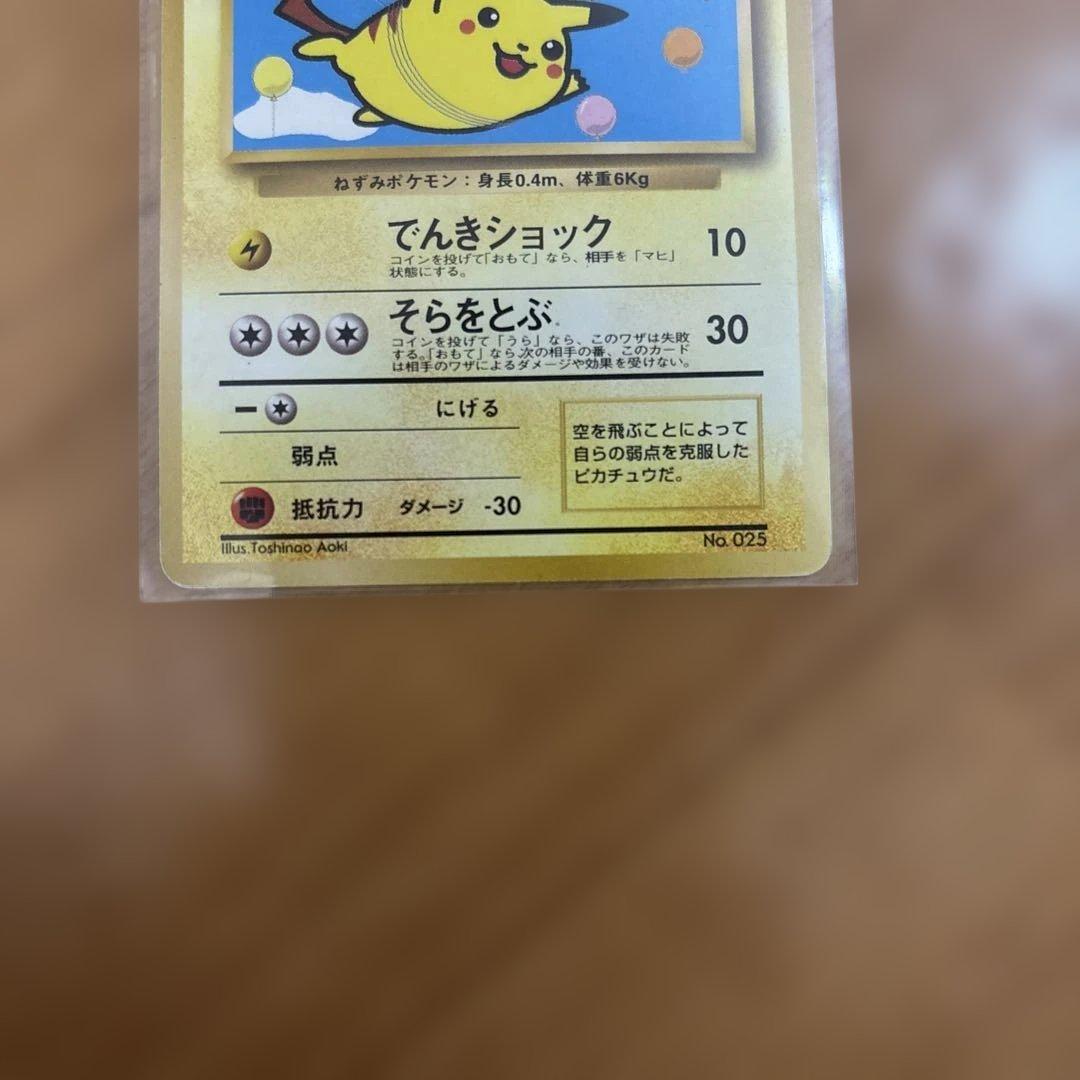 ねずみポケモン：身長0.4m、体重6Kg
でんきショック 10
コインを投げて「おもて」なら、相手を「マヒ」
状態にする。
そらをとぶ 30
コインを投げて「うら」なら、このワザは失敗
する。「おもて」なら次の相手の番、このカード
は相手のワザによるダメージや効果を受けない。
にげる
弱点
抵抗力 ダメージ -30
空を飛ぶことによって
自らの弱点を克服した
ピカチュウだ。
Illus.Toshinao Aoki
No. 025